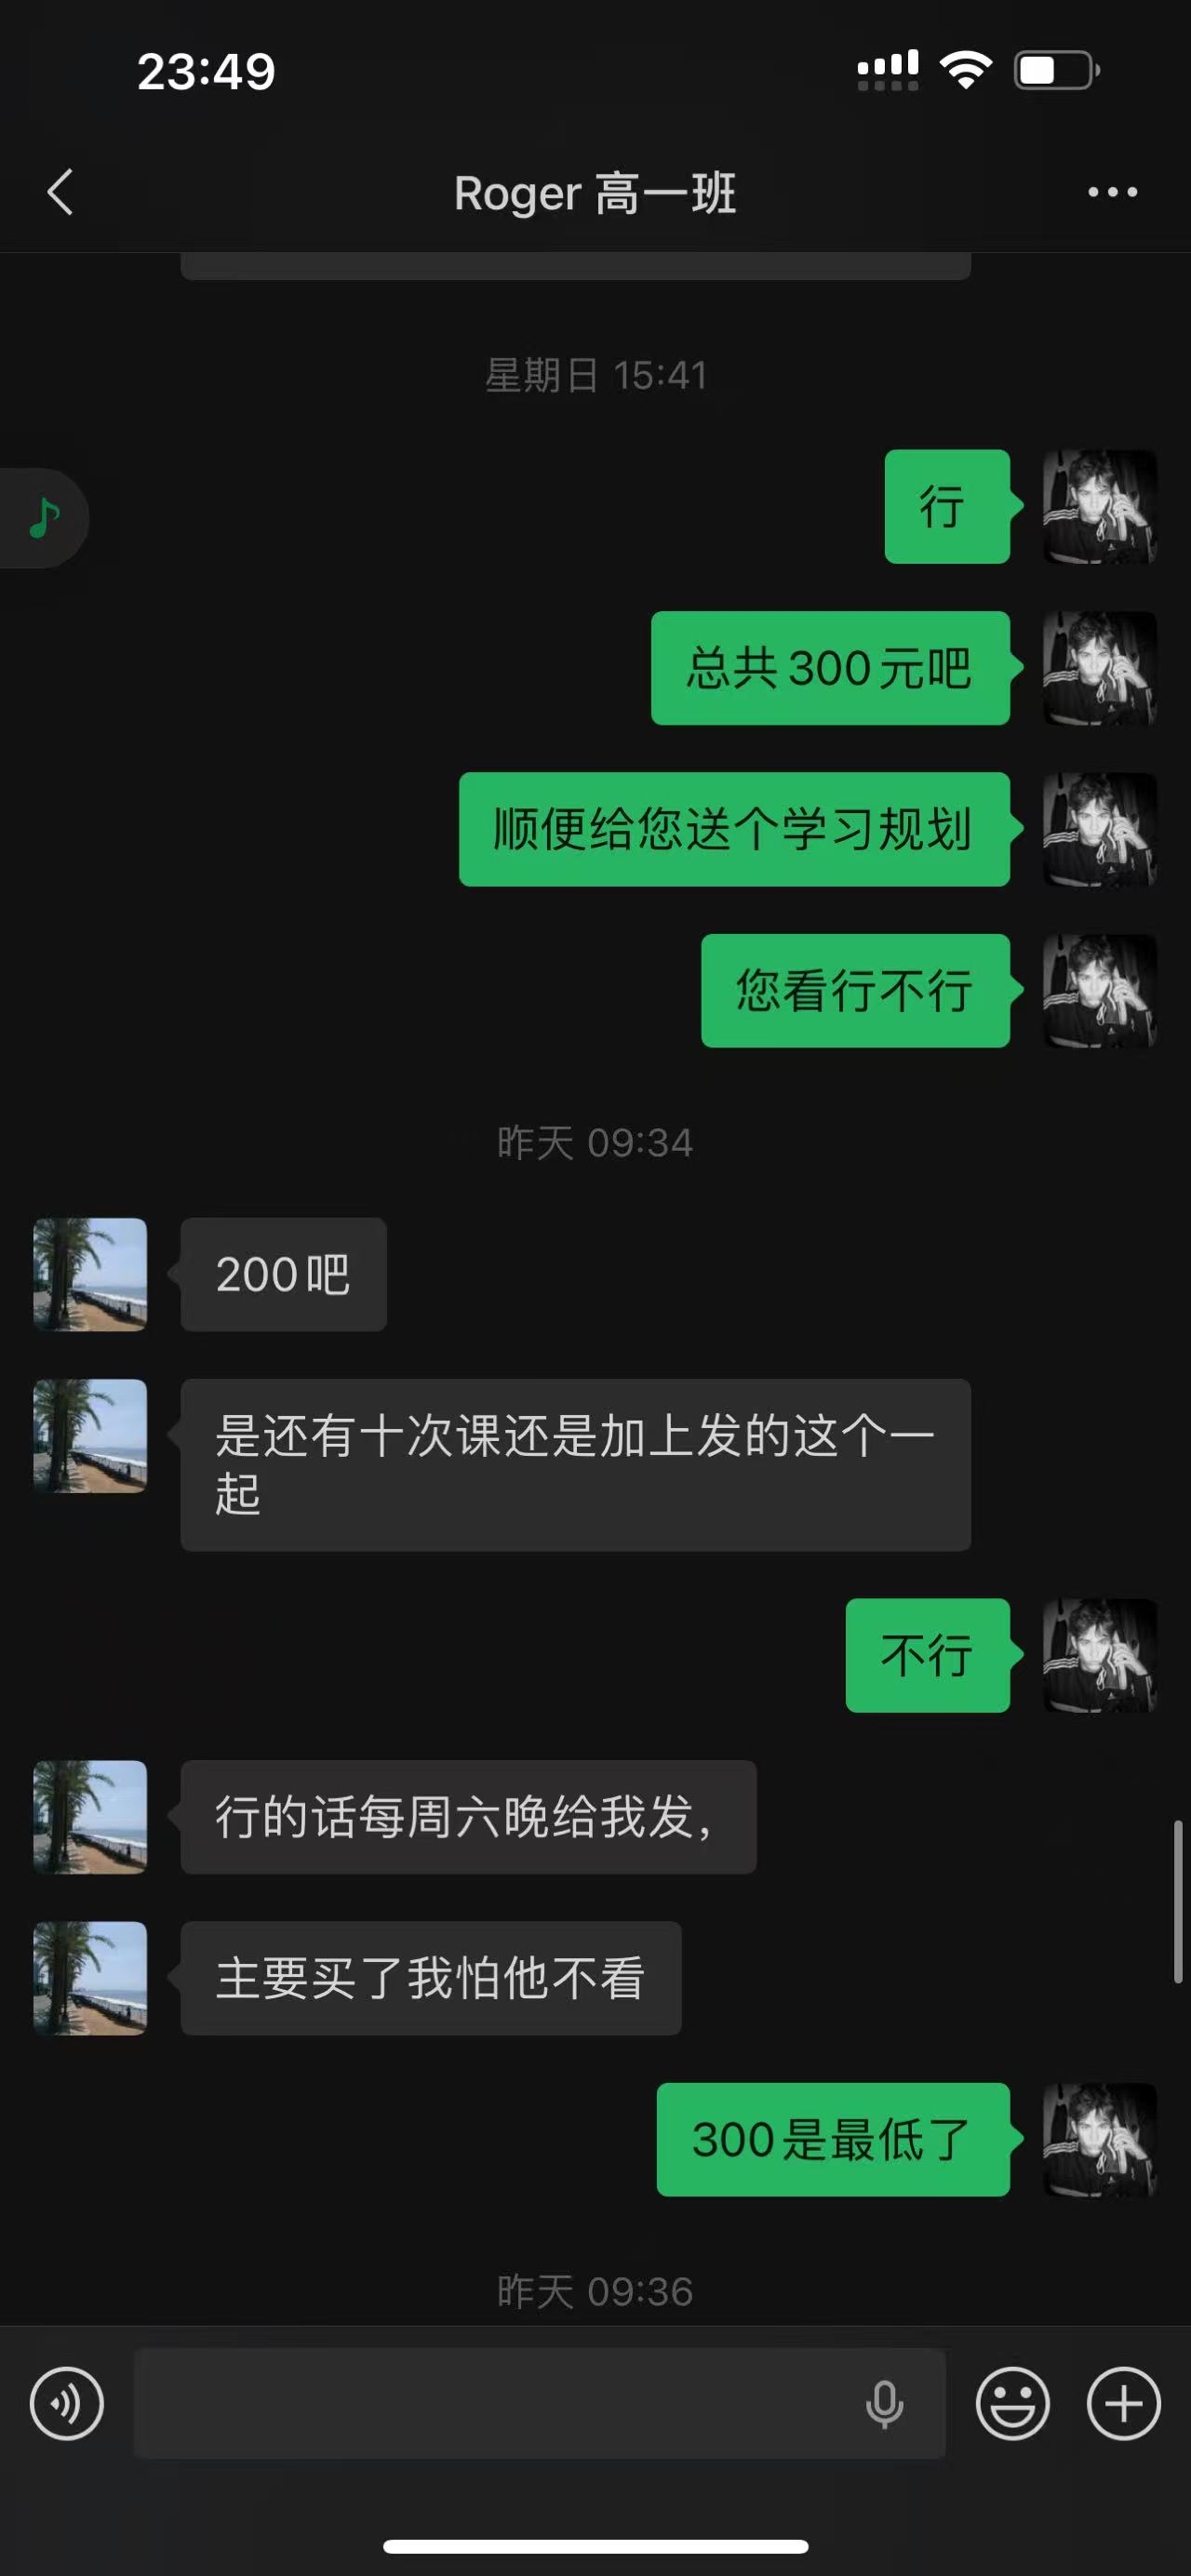 23:49
Roger 高一班
星期日 15:41
行
总共300元吧
顺便给您送个学习规划
您看行不行
昨天 09:34
200吧
是还有十次课还是加上发的这个一
起
不行
行的话每周六晚给我发，
主要买了我怕他不看
300是最低了
昨天 09:36